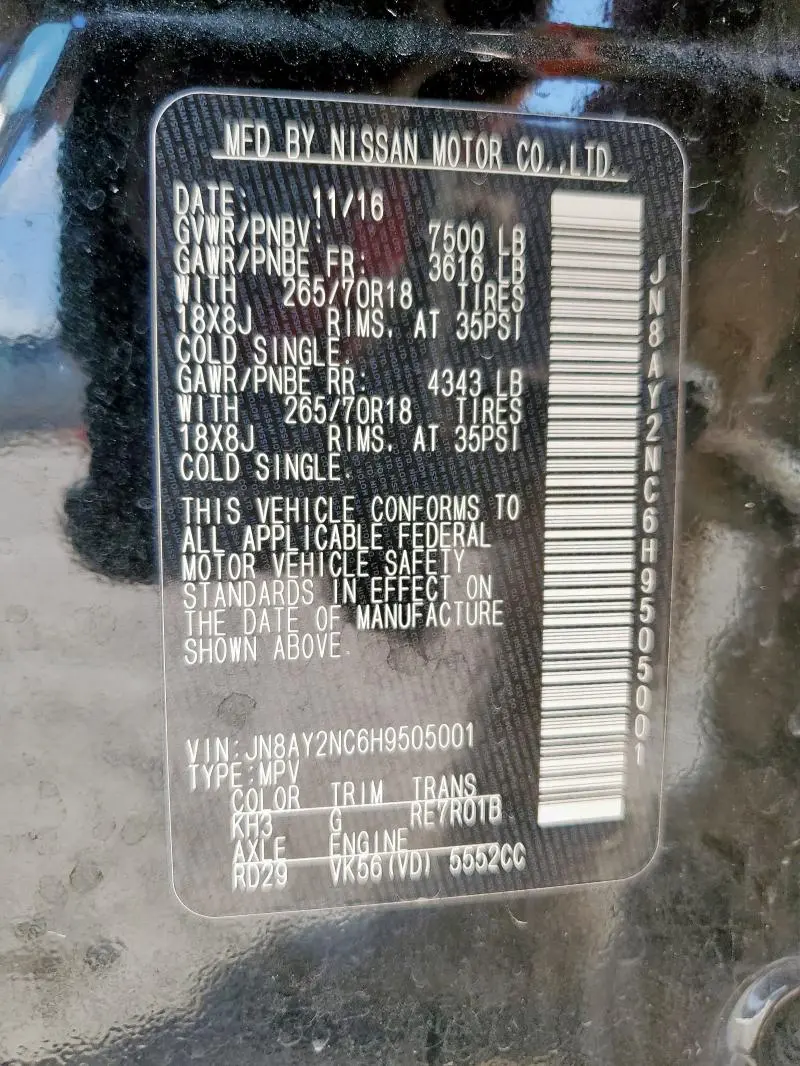 MFD BY NISSAN MOTOR CO.,LTD.
DATE: 11/16
GVWR/PNBV: 7500 LB
GAWR/PNBE FR: 3616 LB
WITH 265/70R18 TIRES
18X8J RIMS. AT 35PSI
COLD SINGLE.
GAWR/PNBE RR: 4343 LB
WITH 265/70R18 TIRES
18X8J RIMS. AT 35PSI
COLD SINGLE.
THIS VEHICLE CONFORMS TO
ALL APPLICABLE FEDERAL
MOTOR VEHICLE SAFETY
STANDARDS IN EFFECT ON
THE DATE OF MANUFACTURE
SHOWN ABOVE.
VIN:JN8AY2NC6H9505001
TYPE:MPV
COLOR TRIM TRANS
KH3 G RE7R01B
AXLE ENGINE
RD29 VK56(VD) 5552CC
JN8AY2NC6H9505001